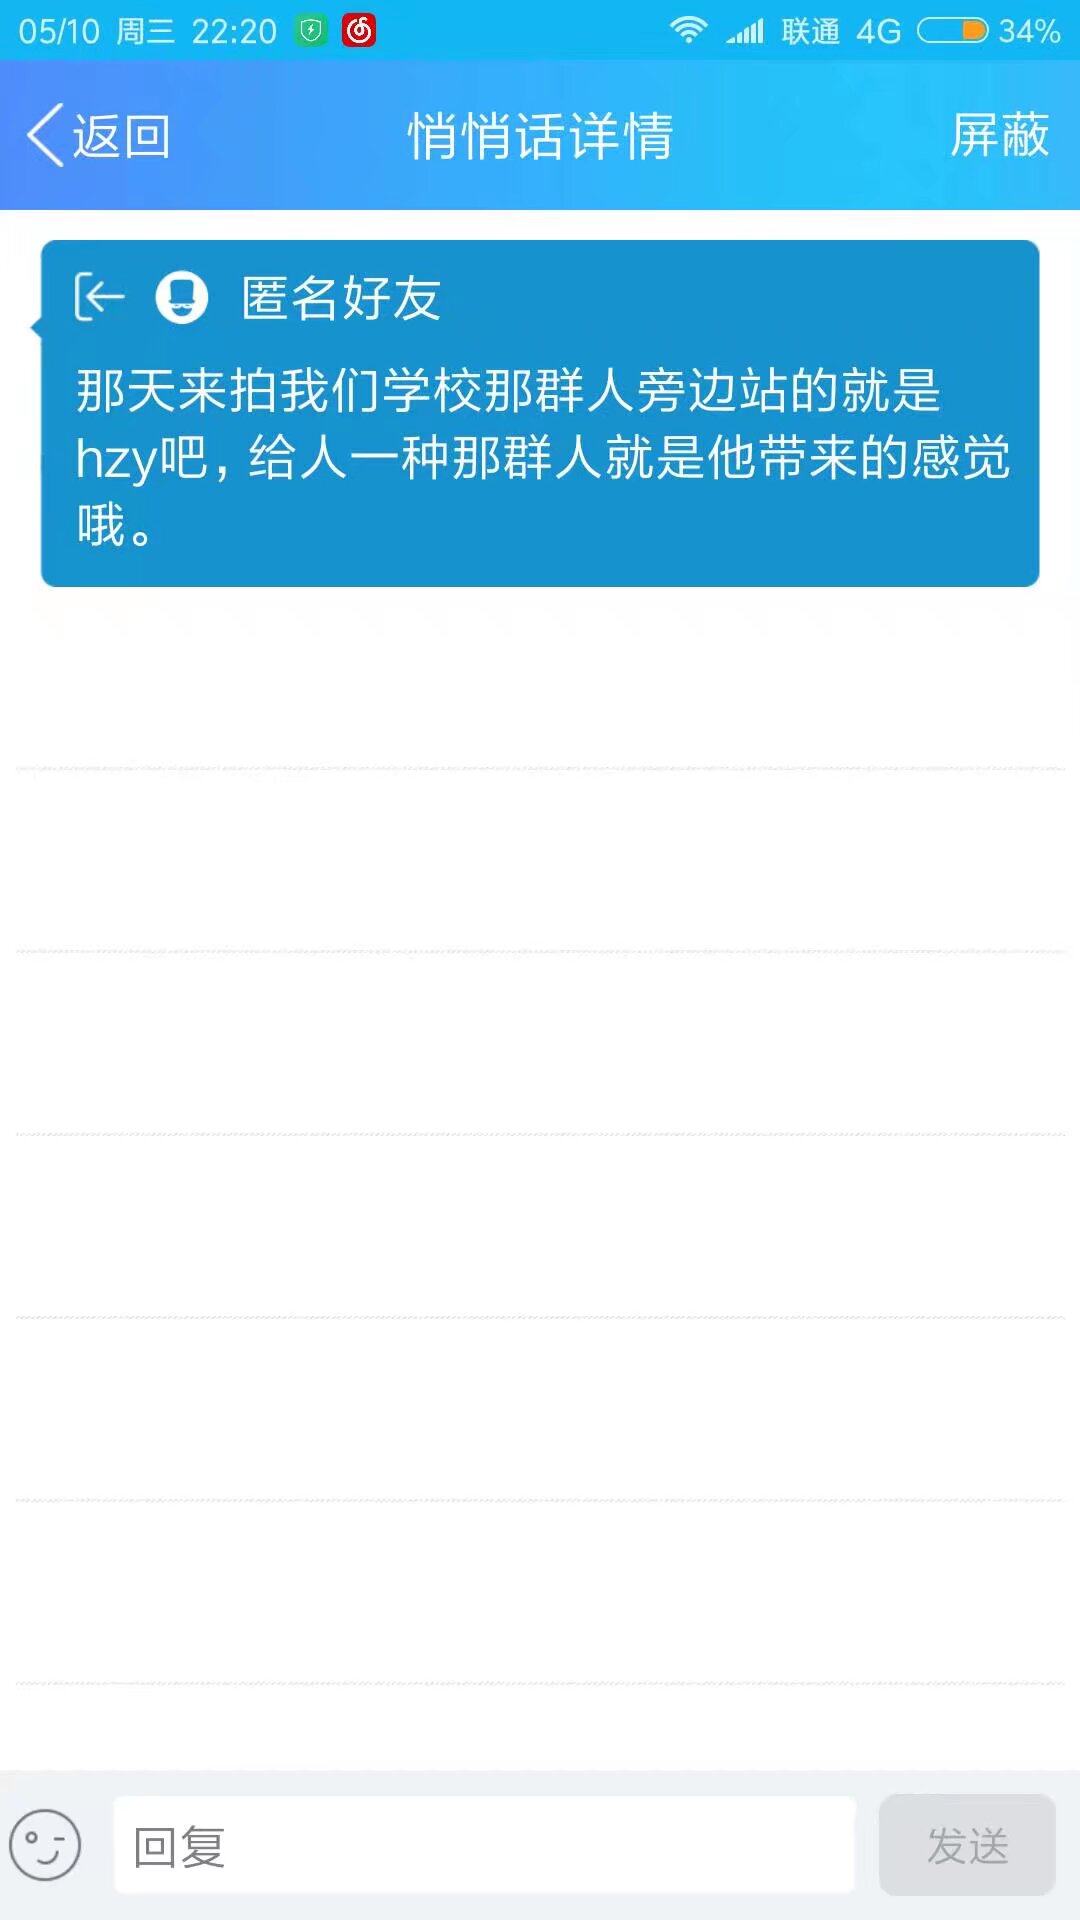 05/10 周三 22:20 联通 4G 34%
返回 悄悄话详情 屏蔽
匿名好友
那天来拍我们学校那群人旁边站的就是
hzy吧，给人一种那群人就是他带来的感觉
哦。
回复 发送